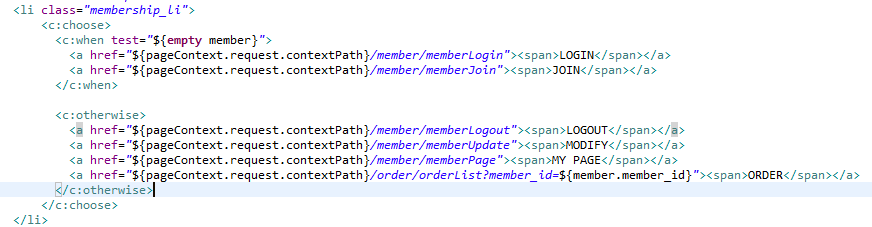 <li class="membership_li">
<c:choose>
<c:when test="${empty member}">
<a href="${pageContext.request.contextPath}/member/memberLogin"><span>LOGIN</span></a>
<a href="${pageContext.request.contextPath}/member/memberJoin"><span>JOIN</span></a>
</c:when>
<c:otherwise>
<a href="${pageContext.request.contextPath}/member/memberLogout"><span>LOGOUT</span></a>
<a href="${pageContext.request.contextPath}/member/memberUpdate"><span>MODIFY</span></a>
<a href="${pageContext.request.contextPath}/member/memberPage"><span>MY PAGE</span></a>
<a href="${pageContext.request.contextPath}/order/orderList?member_id=${member.member_id}"><span>ORDER</span></a>
</c:otherwise>
</c:choose>
</li>